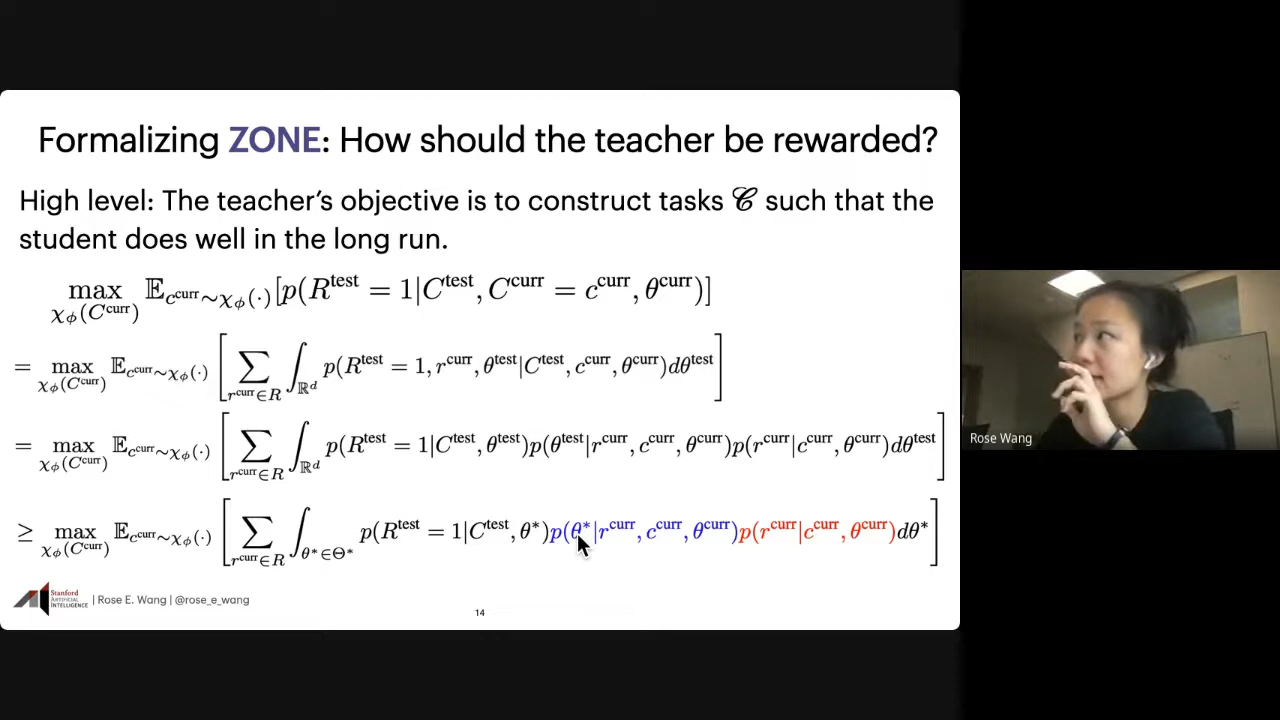 Formalizing ZONE: How should the teacher be rewarded?
High level: The teacher's objective is to construct tasks 𝒞 such that the
student does well in the long run.
max_{χ_ϕ(C^curr)} 𝔼_{c^curr∼χ_ϕ(·)}[p(R^test = 1|C^test, C^curr = c^curr, θ^curr)]
= max_{χ_ϕ(C^curr)} 𝔼_{c^curr∼χ_ϕ(·)} [∑_{r^curr∈R} ∫_{ℝ^d} p(R^test = 1, r^curr, θ^test|C^test, c^curr, θ^curr)dθ^test]
= max_{χ_ϕ(C^curr)} 𝔼_{c^curr∼χ_ϕ(·)} [∑_{r^curr∈R} ∫_{ℝ^d} p(R^test = 1|C^test, θ^test)p(θ^test|r^curr, c^curr, θ^curr)p(r^curr|c^curr, θ^curr)dθ^test]
≥ max_{χ_ϕ(C^curr)} 𝔼_{c^curr∼χ_ϕ(·)} [∑_{r^curr∈R} ∫_{θ*∈Θ*} p(R^test = 1|C^test, θ*)p(θ*|r^curr, c^curr, θ^curr)p(r^curr|c^curr, θ^curr)dθ*]
Stanford
ARTIFICIAL
INTELLIGENCE
| Rose E. Wang | @rose_e_wang
14
Rose Wang